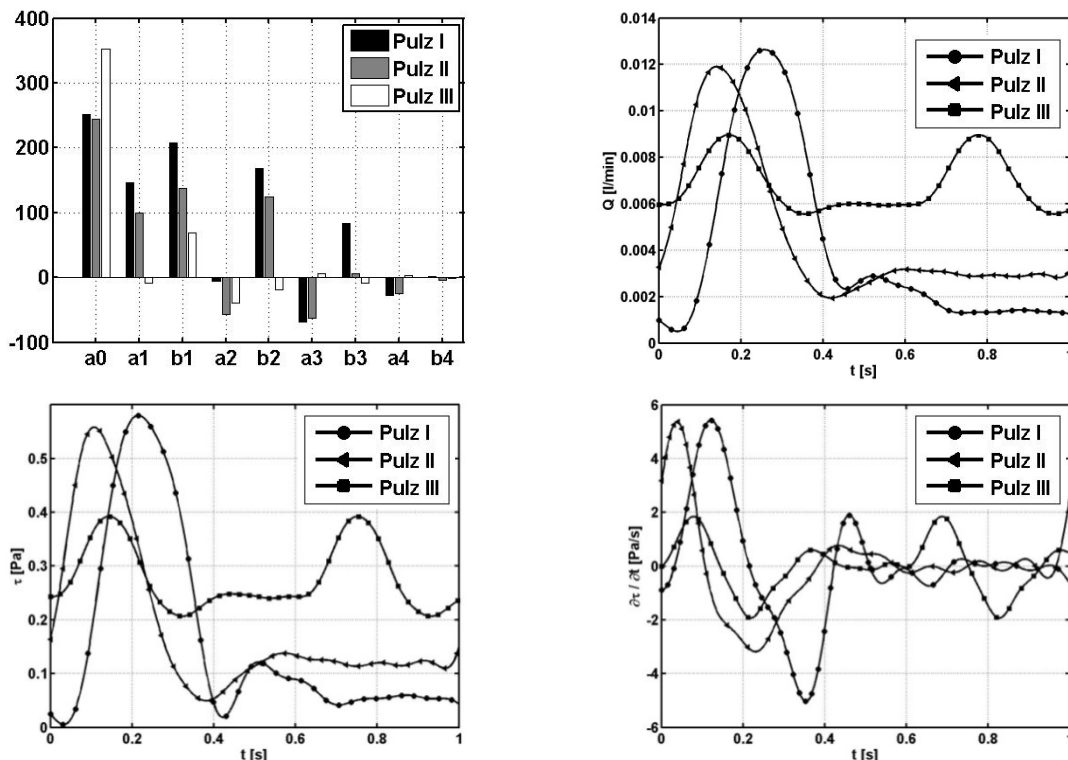 400
300
200
100
0
-100
a0 a1 b1 a2 b2 a3 b3 a4 b4
Pulz I
Pulz II
Pulz III
0.014
0.012
0.01
0.008
0.006
0.004
0.002
0
Q [l/min]
0 0.2 0.4 0.6 0.8 1
t [s]
Pulz I
Pulz II
Pulz III
0.5
0.4
0.3
0.2
0.1
0
τ [Pa]
0 0.2 0.4 0.6 0.8 1
t [s]
Pulz I
Pulz II
Pulz III
6
4
2
0
-2
-4
-6
∂τ / ∂t [Pa/s]
0 0.2 0.4 0.6 0.8 1
t [s]
Pulz I
Pulz II
Pulz III